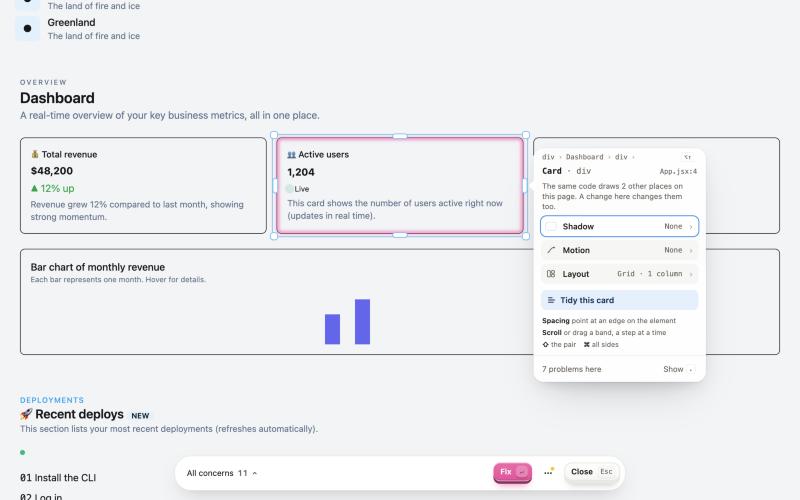 The land of fire and ice
Greenland
The land of fire and ice
OVERVIEW
Dashboard
A real-time overview of your key business metrics, all in one place.
Total revenue
$48,200
12% up
Revenue grew 12% compared to last month, showing
strong momentum.
Active users
1,204
Live
This card shows the number of users active right now
(updates in real time).
div › Dashboard › div ›
Card · div
App.jsx:4
The same code draws 2 other places on
this page. A change here changes them
too.
Shadow
None ›
Motion
None ›
Layout
Grid · 1 column ›
Tidy this card
Spacing point at an edge on the element
Scroll or drag a band, a step at a time
the pair ⌘ all sides
7 problems here
Show
Bar chart of monthly revenue
Each bar represents one month. Hover for details.
DEPLOYMENTS
🚀 Recent deploys NEW
This section lists your most recent deployments (refreshes automatically).
01 Install the CLI
02 Log in
All concerns 11
Fix ↵
Close Esc